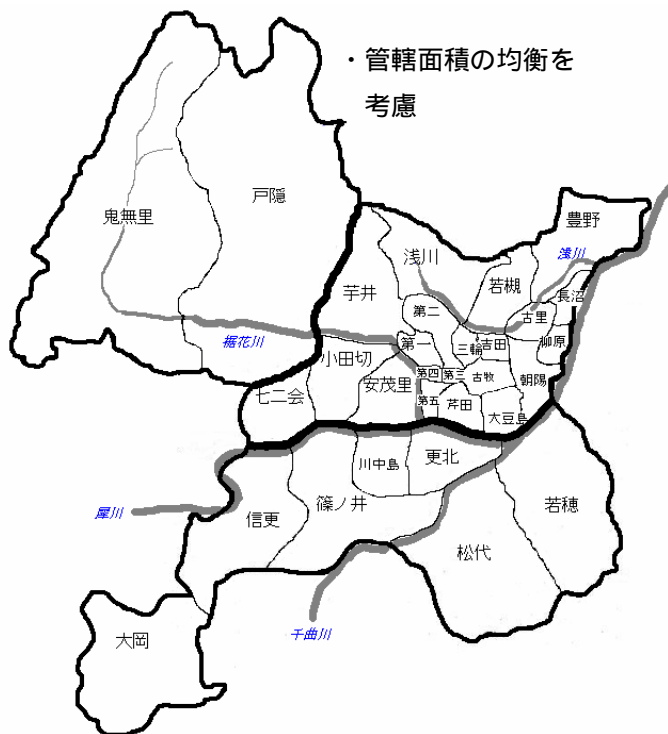 ・管轄面積の均衡を
考慮
鬼無里
戸隠
豊野
浅川
浅川
若槻
長沼
芋井
第二
古里
裾花川
第一
三輪
吉田
柳原
小田切
七二会
安茂里
第四
第三
古牧
朝陽
第五
芹田
大豆島
川中島
更北
犀川
信更
篠ノ井
若穂
松代
千曲川
大岡